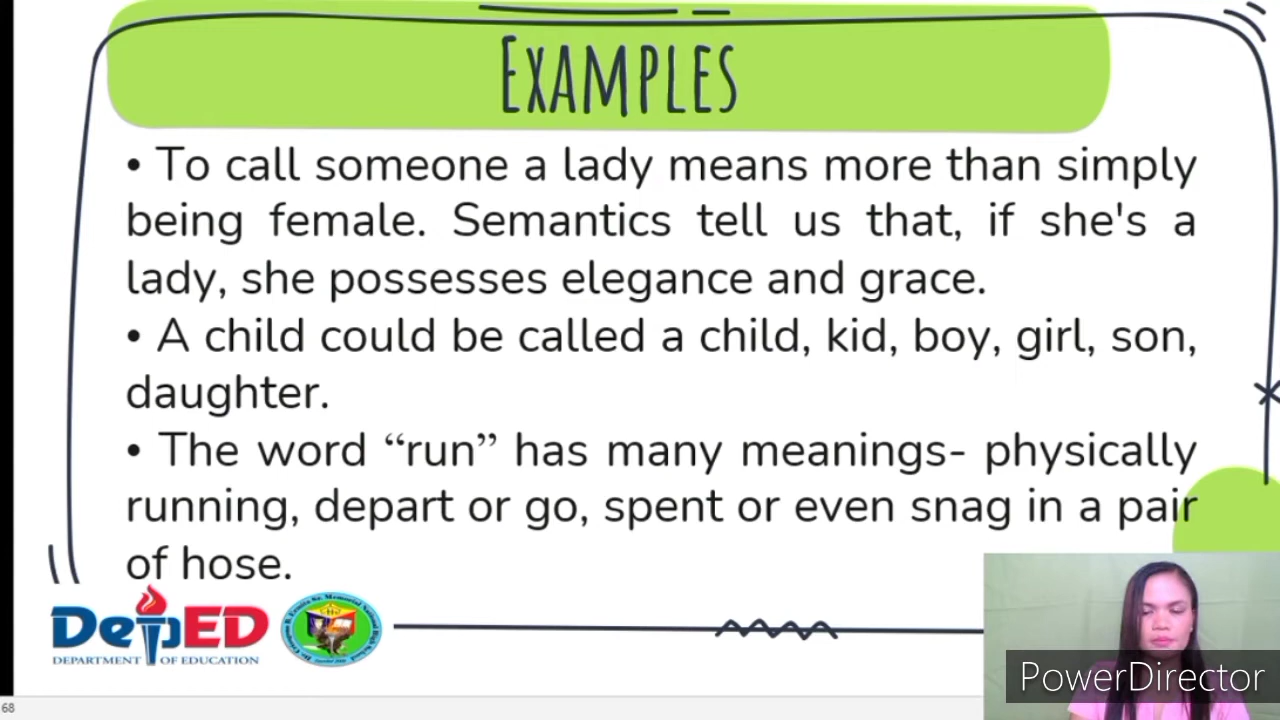 EXAMPLES
• To call someone a lady means more than simply
being female. Semantics tell us that, if she's a
lady, she possesses elegance and grace.
• A child could be called a child, kid, boy, girl, son,
daughter.
• The word “run” has many meanings- physically
running, depart or go, spent or even snag in a pair
of hose.
DepED
DEPARTMENT OF EDUCATION
PowerDirector
68